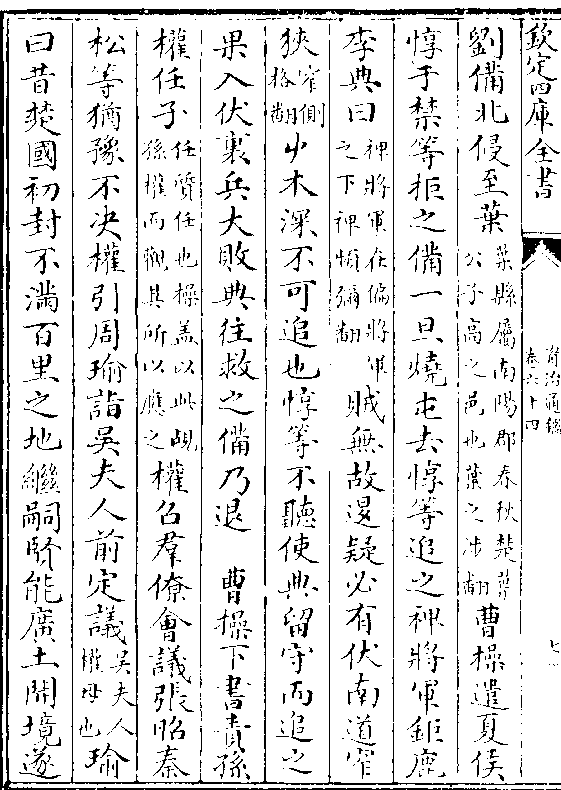 欽定四庫全書
資治通鑑
卷六十四
七
劉備北侵至葉葉縣屬南陽郡春秋楚葉公子高之邑也葉之涉翻曹操遣夏侯
惇于禁等拒之備一旦燒屯去惇等追之裨將軍鉅鹿
李典曰裨將軍在偏將軍之下裨頻彌翻賊無故退疑必有伏南道窄
狹窄側格翻艸木深不可追也惇等不聽使典留守而追之
果入伏裏兵大敗典往救之備乃退 曹操下書責孫
權任子任質任也操盖以此覘孫權而觀其所以應之權召羣僚會議張昭秦
松等猶豫不決權引周瑜詣吳夫人前定議吳夫人權母也瑜
曰昔楚國初封不滿百里之地繼嗣賢能廣土開境遂